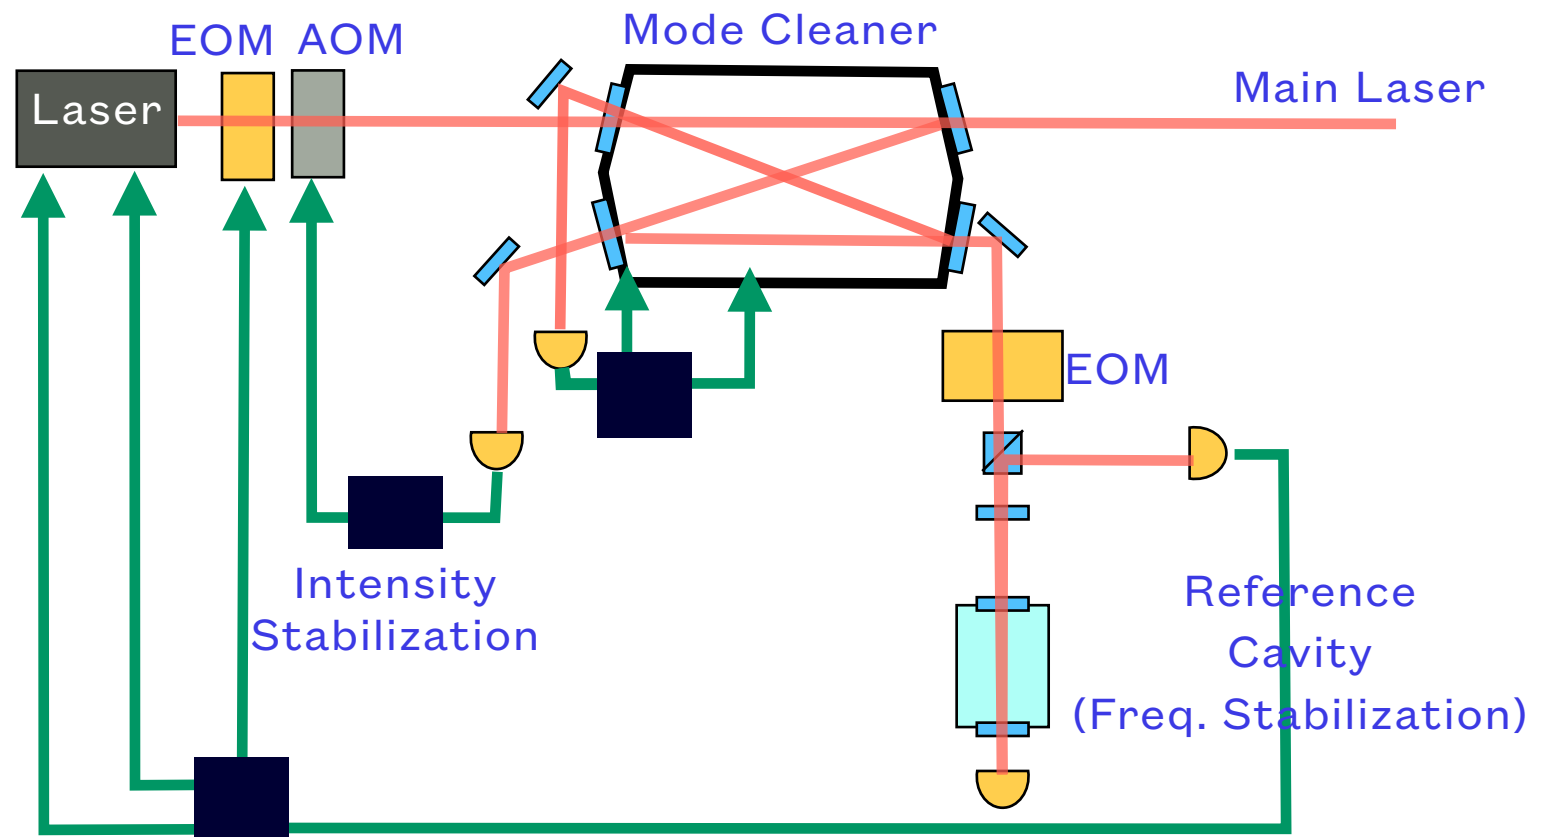 EOM
AOM
Mode Cleaner
Laser
Main Laser
EOM
Intensity
Stabilization
Reference
Cavity
(Freq. Stabilization)